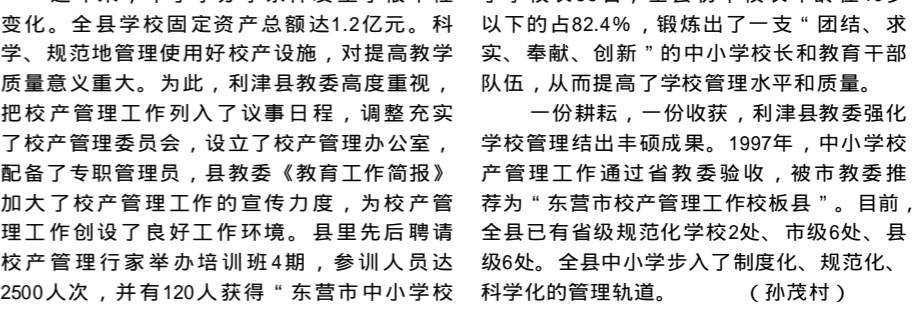 变化。全县学校固定资产总额达1.2亿元。科
学、规范地管理使用好校产设施，对提高教学
质量意义重大。为此，利津县教委高度重视，
把校产管理工作列入了议事日程，调整充实
了校产管理委员会，设立了校产管理办公室，
配备了专职管理员，县教委《教育工作简报》
加大了校产管理工作的宣传力度，为校产管
理工作创设了良好工作环境。县里先后聘请
校产管理行家举办培训班4期，参训人员达
2500人次，并有120人获得“东营市中小学校
以下的占82.4%，锻炼出了一支“团结、求
实、奉献、创新”的中小学校长和教育干部
队伍，从而提高了学校管理水平和质量。
一份耕耘，一份收获，利津县教委强化
学校管理结出丰硕成果。1997年，中小学校
产管理工作通过省教委验收，被市教委推
荐为“东营市校产管理工作校板县”。目前，
全县已有省级规范化学校2处、市级6处、县
级6处。全县中小学步入了制度化、规范化、
科学化的管理轨道。 （孙茂村）